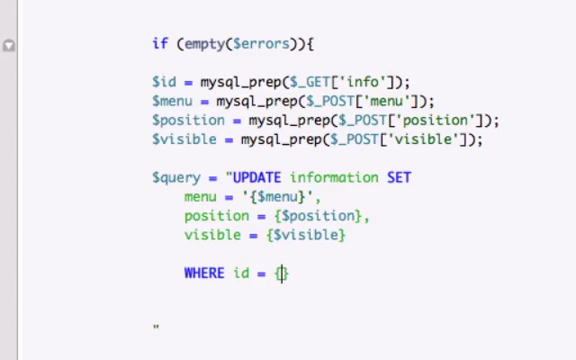 if (empty($errors)){
$id = mysql_prep($_GET['info']);
$menu = mysql_prep($_POST['menu']);
$position = mysql_prep($_POST['position']);
$visible = mysql_prep($_POST['visible']);
$query = "UPDATE information SET
menu = '{$menu}',
position = {$position},
visible = {$visible}
WHERE id = {}
"